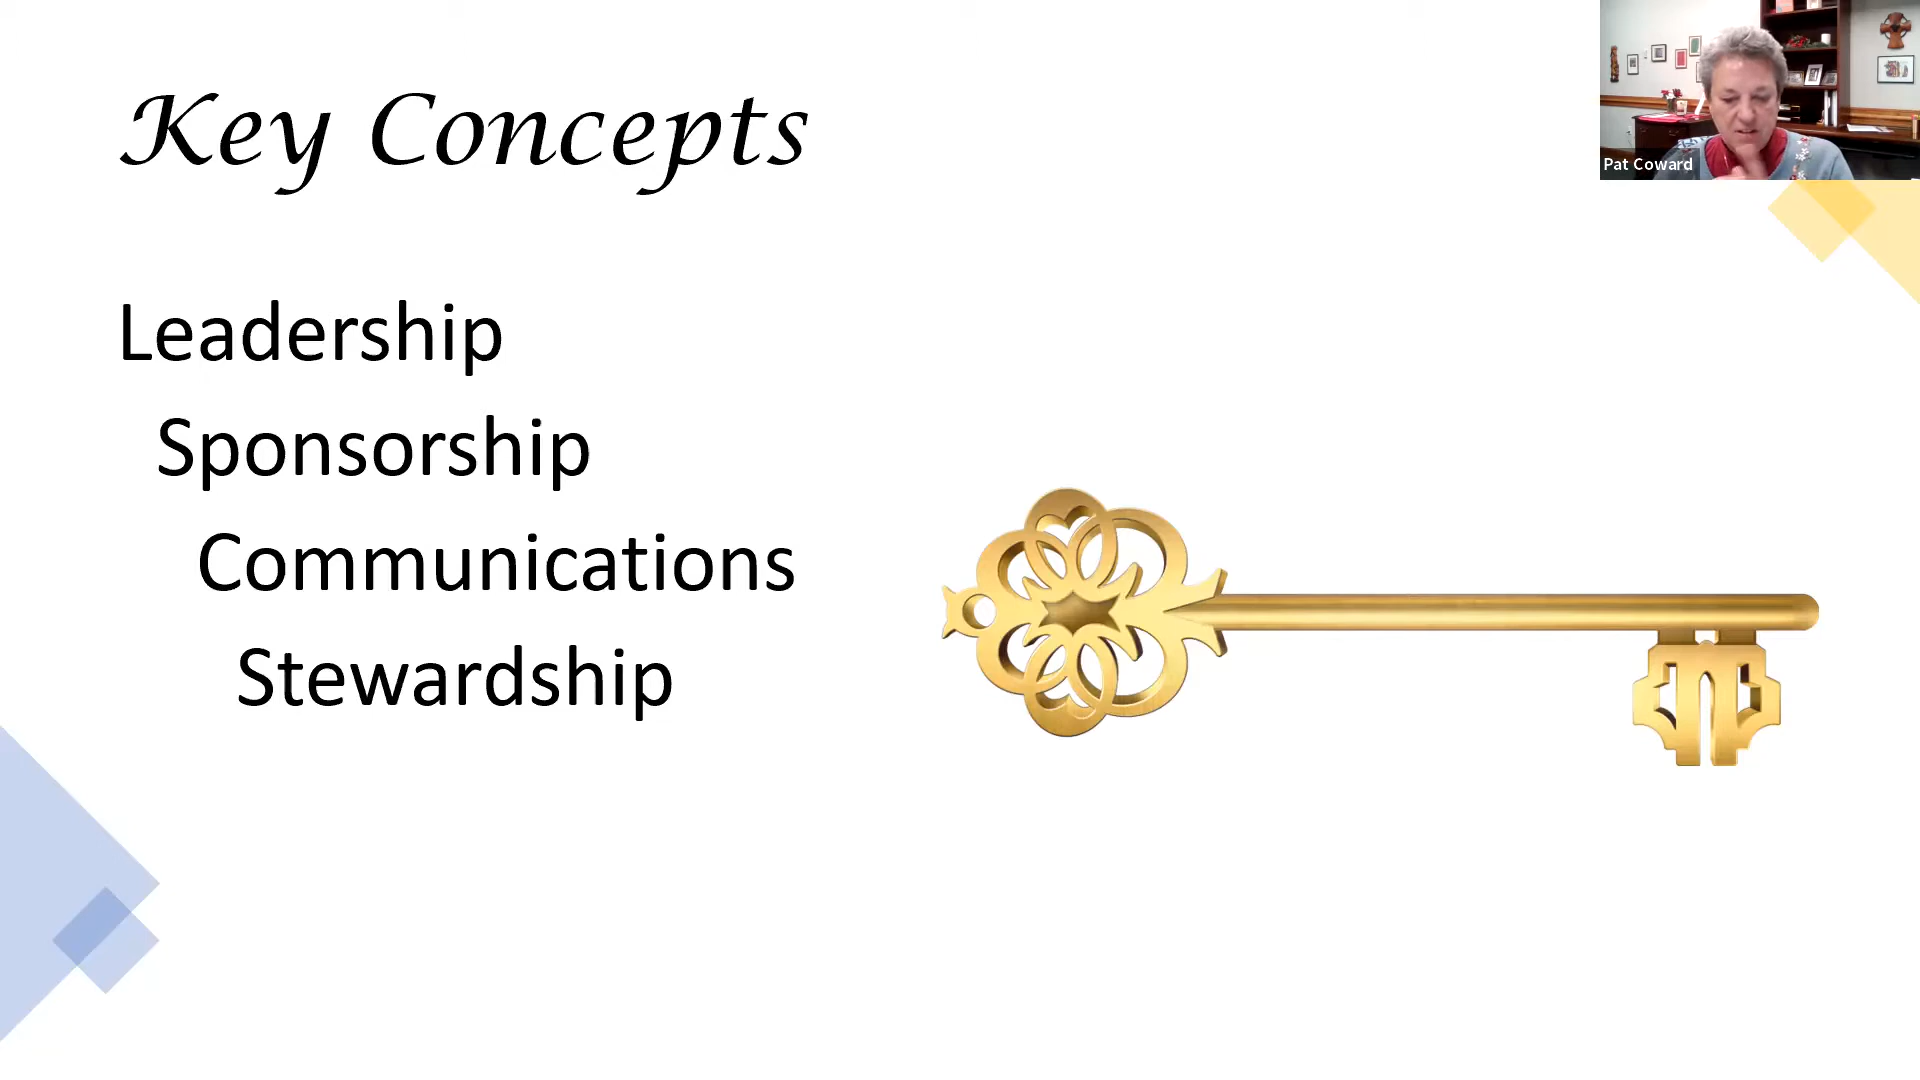 Key Concepts
Leadership
Sponsorship
Communications
Stewardship
Pat Coward